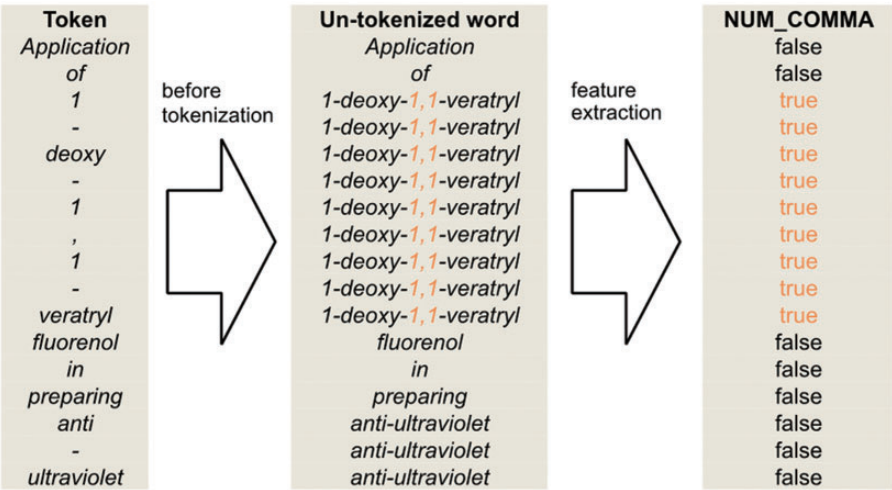 Token Un-tokenized word NUM_COMMA
Application Application false
of of false
before tokenization
feature extraction
1 1-deoxy-1,1-veratryl true
- 1-deoxy-1,1-veratryl true
deoxy 1-deoxy-1,1-veratryl true
- 1-deoxy-1,1-veratryl true
1 1-deoxy-1,1-veratryl true
, 1-deoxy-1,1-veratryl true
1 1-deoxy-1,1-veratryl true
- 1-deoxy-1,1-veratryl true
veratryl 1-deoxy-1,1-veratryl true
fluorenol fluorenol false
in in false
preparing preparing false
anti anti-ultraviolet false
- anti-ultraviolet false
ultraviolet anti-ultraviolet false